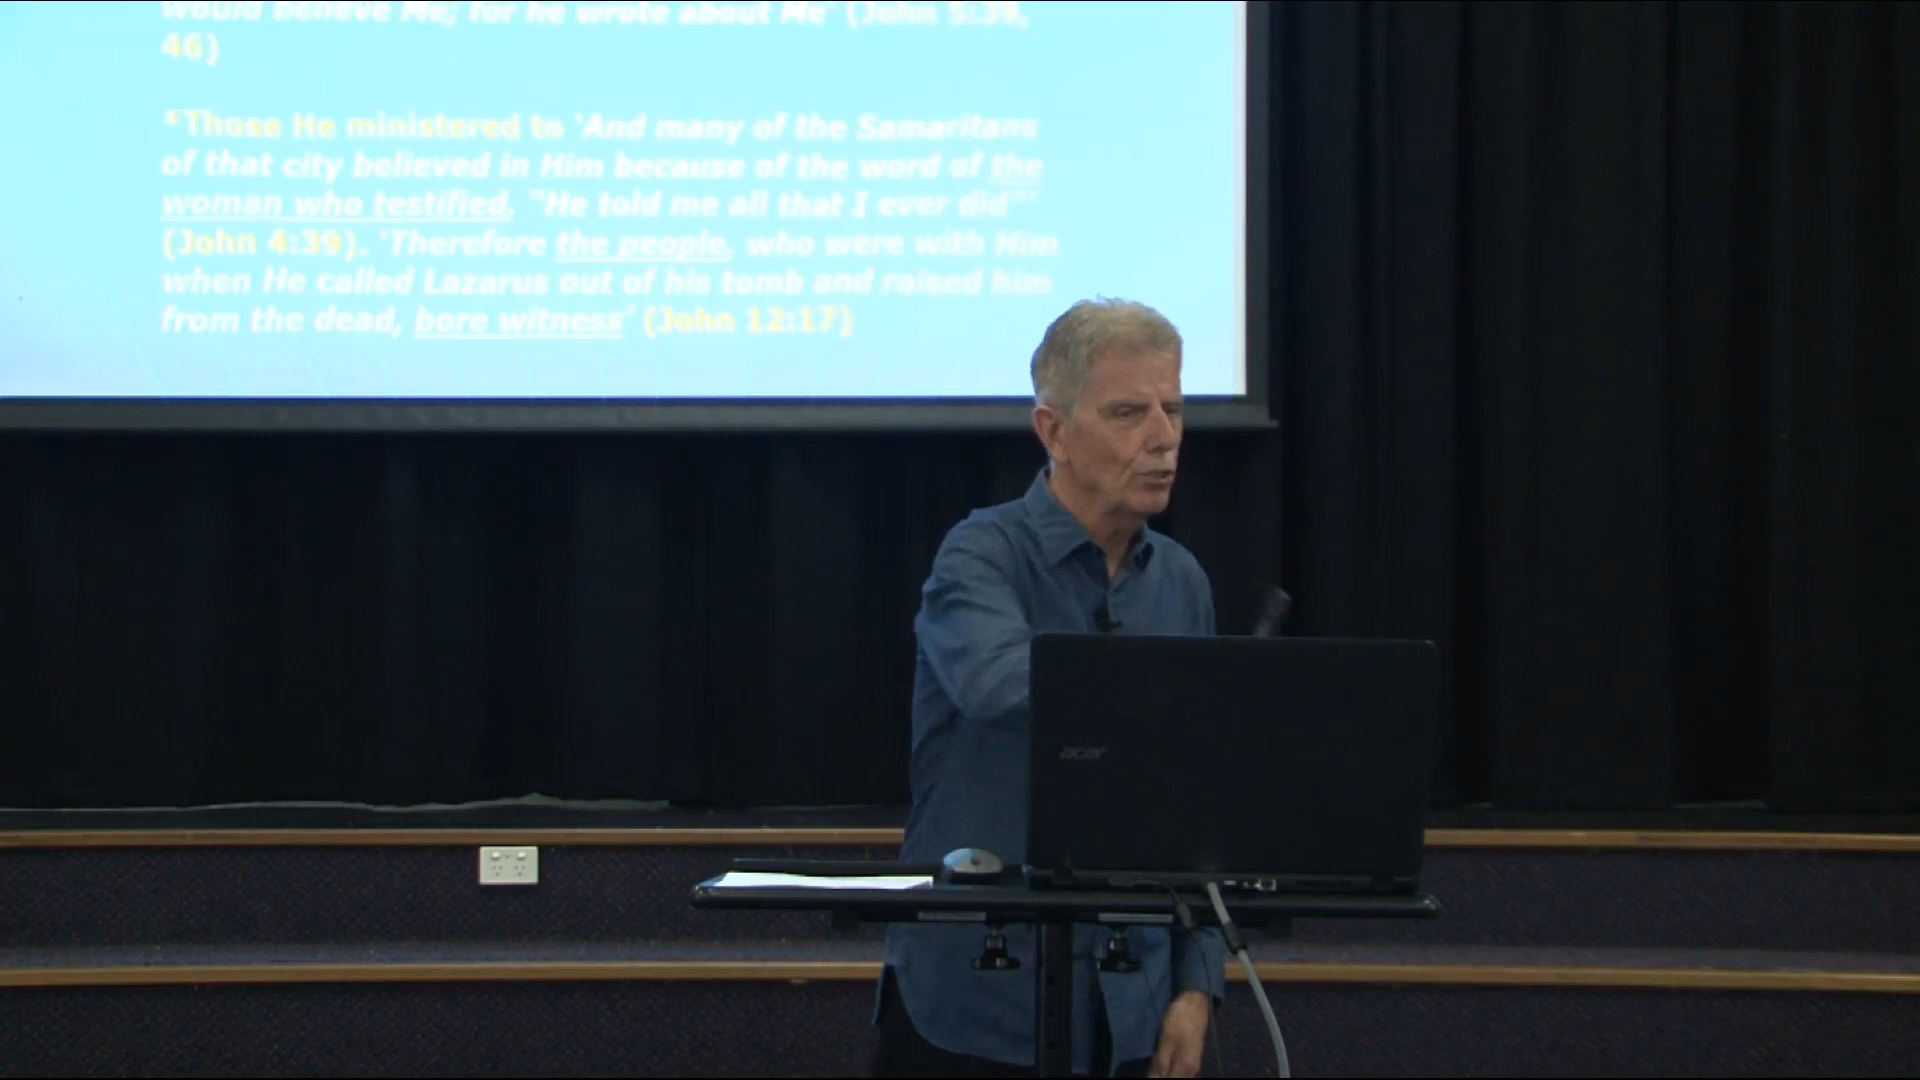 would believe Me; for he wrote about Me' (John 5:39,
46)
*Those He ministered to 'And many of the Samaritans
of that city believed in Him because of the word of the
woman who testified, "He told me all that I ever did"'
(John 4:39). 'Therefore the people, who were with Him
when He called Lazarus out of his tomb and raised him
from the dead, bore witness' (John 12:17)
acer